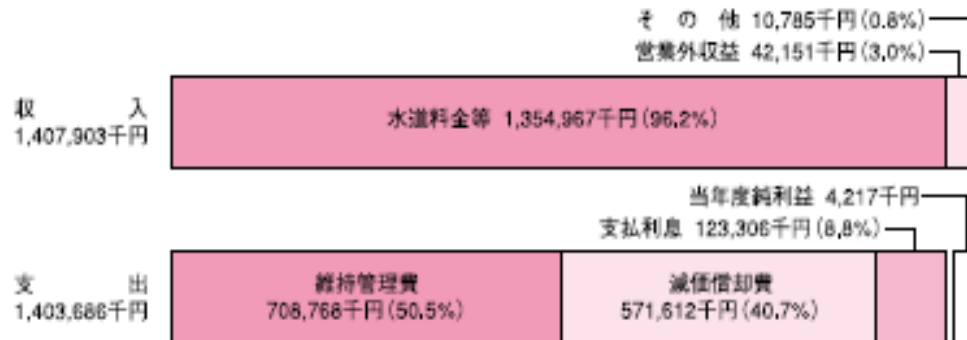 その他 10,785千円(0.8%)
営業外収益 42,151千円(3.0%)
収入
1,407,903千円
水道料金等 1,354,967千円(96.2%)
当年度純利益 4,217千円
支払利息 123,306千円(8.8%)
支出
1,403,686千円
維持管理費
708,768千円(50.5%)
減価償却費
571,612千円(40.7%)